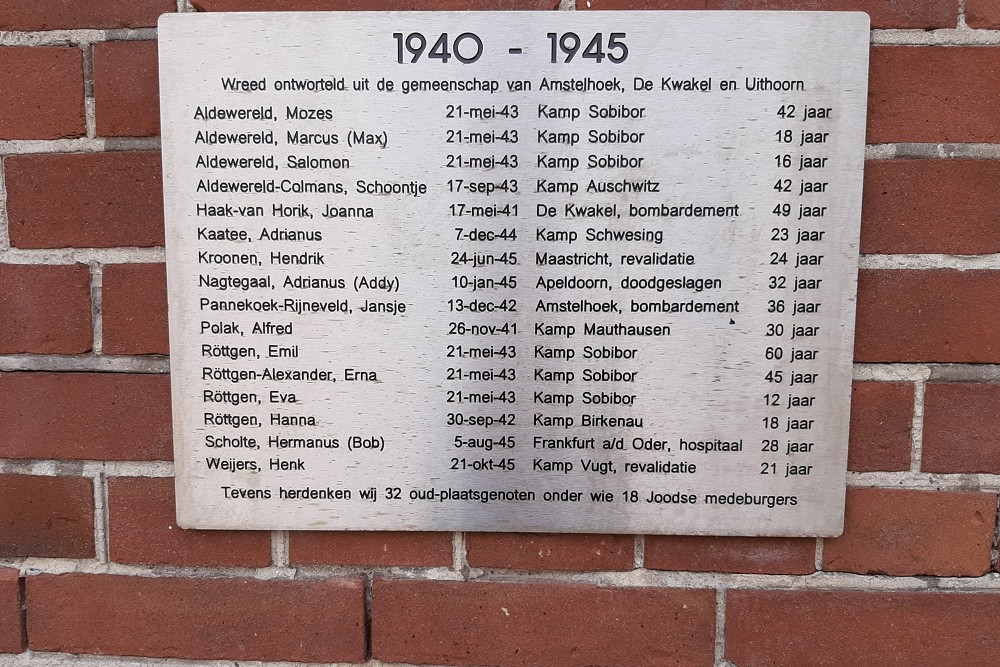 1940 - 1945
Wreed ontworteld uit de gemeenschap van Amstelhoek, De Kwakel en Uithoorn
Aldewereld, Mozes 21-mei-43 Kamp Sobibor 42 jaar
Aldewereld, Marcus (Max) 21-mei-43 Kamp Sobibor 18 jaar
Aldewereld, Salomon 21-mei-43 Kamp Sobibor 16 jaar
Aldewereld-Colmans, Schoontje 17-sep-43 Kamp Auschwitz 42 jaar
Haak-van Horik, Joanna 17-mei-41 De Kwakel, bombardement 49 jaar
Kaatee, Adrianus 7-dec-44 Kamp Schwesing 23 jaar
Kroonen, Hendrik 24-jun-45 Maastricht, revalidatie 24 jaar
Nagtegaal, Adrianus (Addy) 10-jan-45 Apeldoorn, doodgeslagen 32 jaar
Pannekoek-Rijneveld, Jansje 13-dec-42 Amstelhoek, bombardement 36 jaar
Polak, Alfred 26-nov-41 Kamp Mauthausen 30 jaar
Röttgen, Emil 21-mei-43 Kamp Sobibor 60 jaar
Röttgen-Alexander, Erna 21-mei-43 Kamp Sobibor 45 jaar
Röttgen, Eva 21-mei-43 Kamp Sobibor 12 jaar
Röttgen, Hanna 30-sep-42 Kamp Birkenau 18 jaar
Scholte, Hermanus (Bob) 5-aug-45 Frankfurt a/d Oder, hospitaal 28 jaar
Weijers, Henk 21-okt-45 Kamp Vugt, revalidatie 21 jaar
Tevens herdenken wij 32 oud-plaatsgenoten onder wie 18 Joodse medeburgers